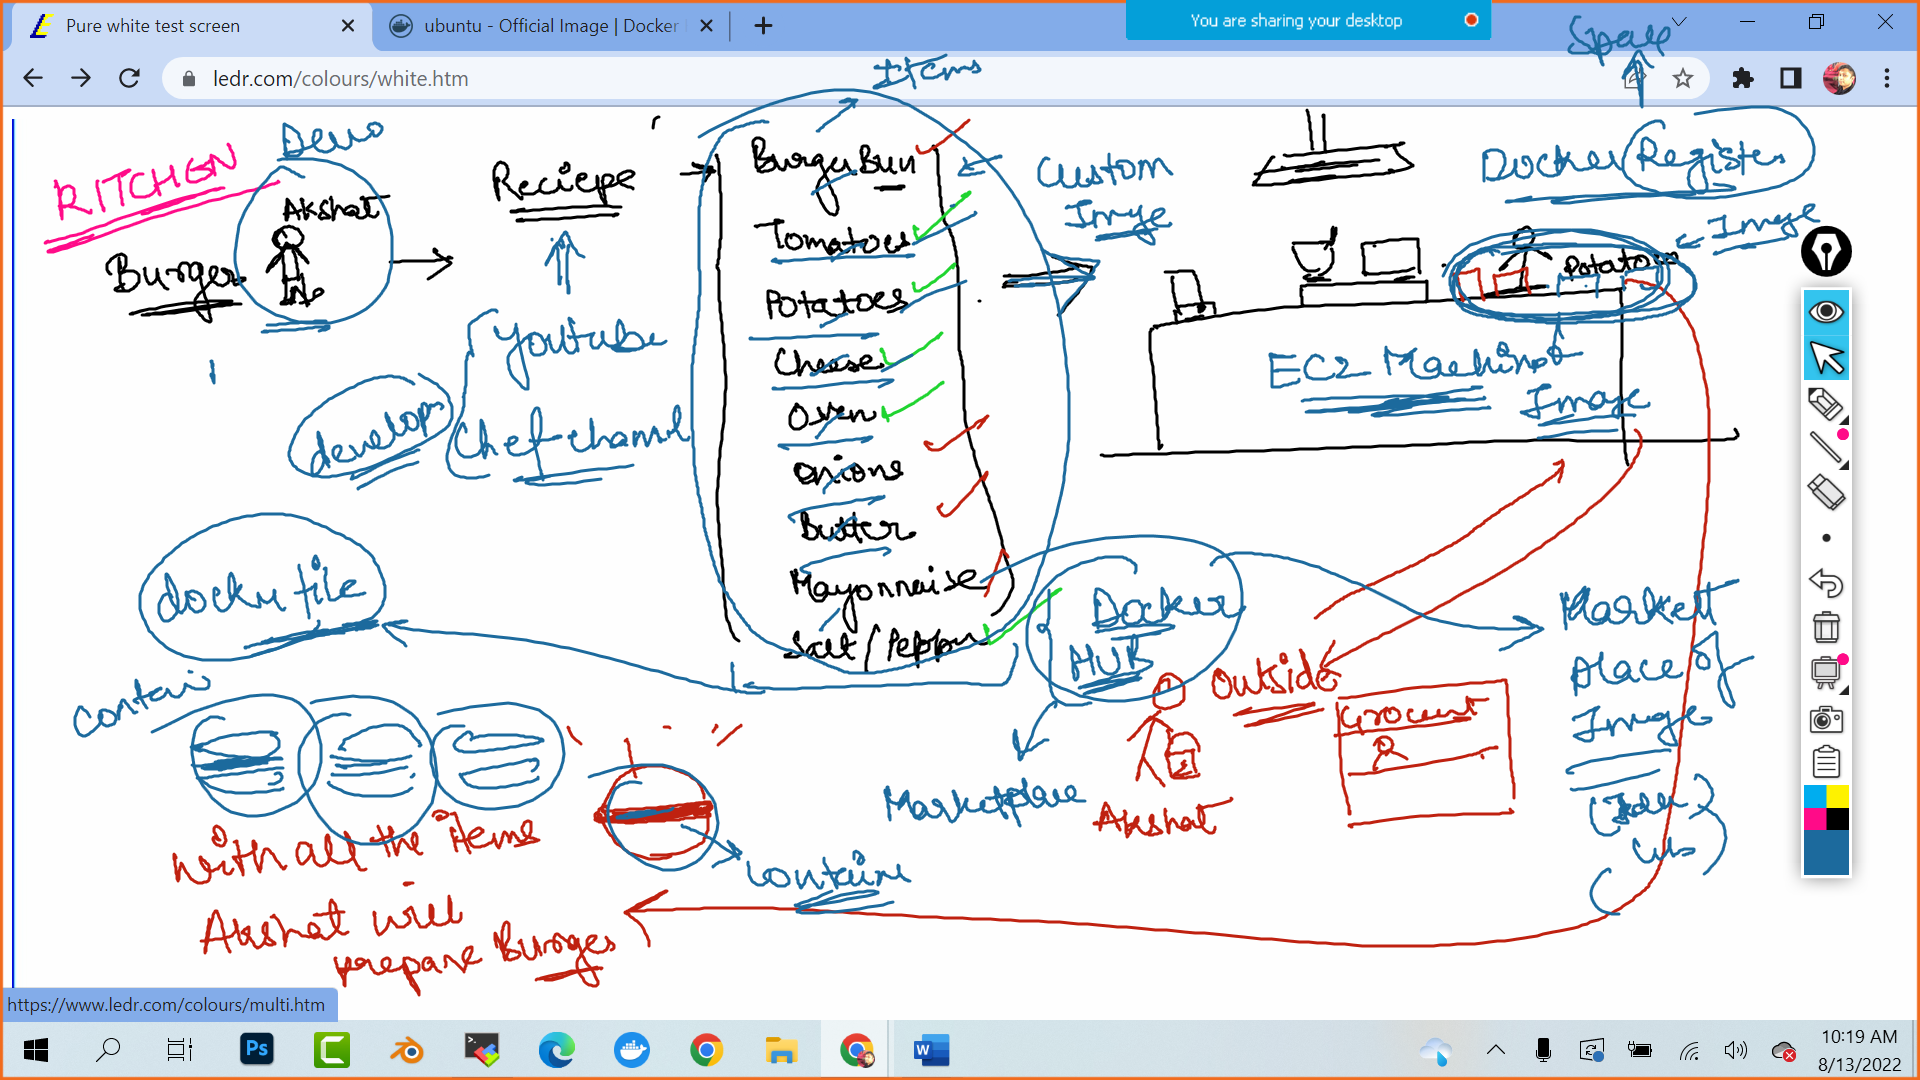 Pure white test screen
ubuntu - Official Image | Docker
You are sharing your desktop
ledr.com/colours/white.htm
Space
Items
Demo
RITCHEN
Akshat
Burger
Reciepe
Burger Bun
Tomatoes
Potatoes
Cheese
Oven
Onions
Butter
Mayonnaise
Salt / Pepper
Custom
Image
Docker Register
Image
Potatoes
EC2 Machine
Image
Youtube
Chef channel
develop
docker file
Docker
HUB
Market
place of
Image
Outside
Grocery
Marketplace
Akshat
contain
with all the items
Akshat will
prepare Burges
https://www.ledr.com/colours/multi.htm
Ps
W
10:19 AM
8/13/2022